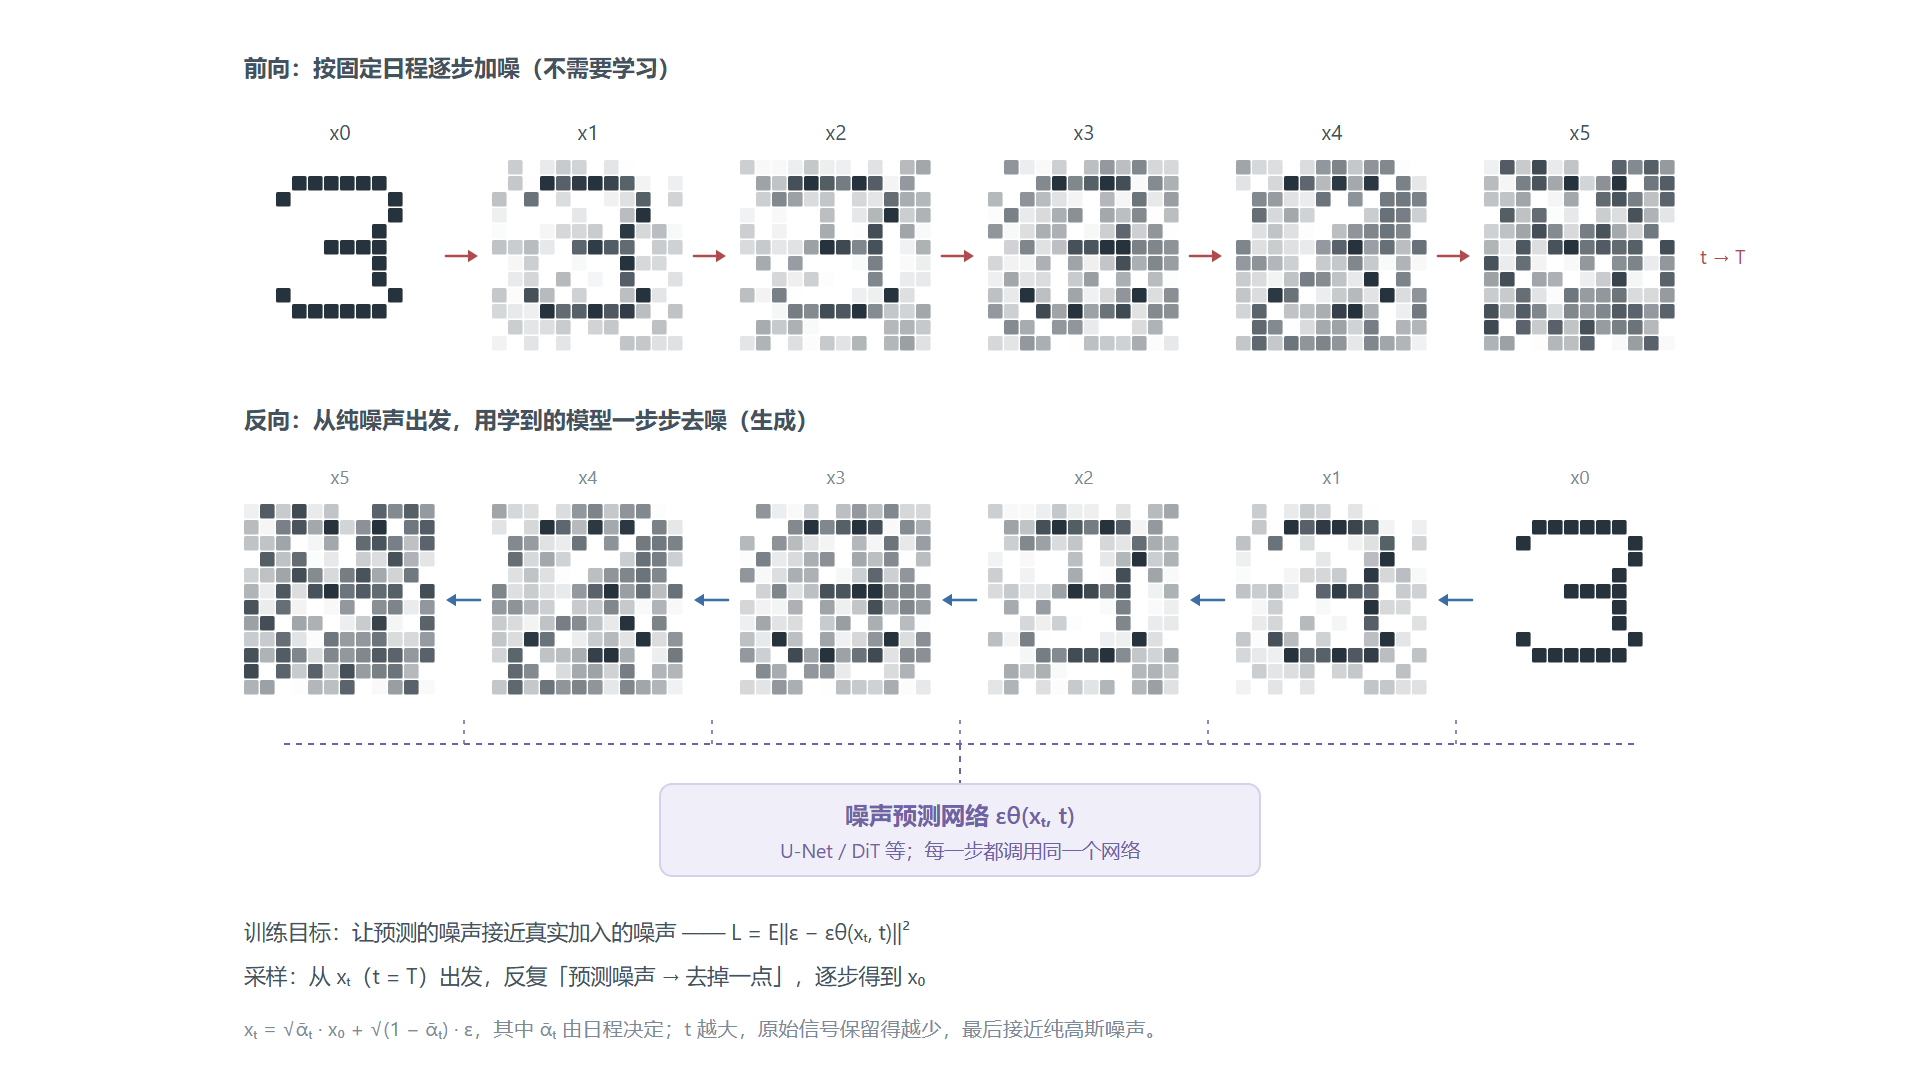 前向：按固定日程逐步加噪（不需要学习）
x0 x1 x2 x3 x4 x5
t → T
反向：从纯噪声出发，用学到的模型一步步去噪（生成）
x5 x4 x3 x2 x1 x0
噪声预测网络 εθ(xₜ, t)
U-Net / DiT 等；每一步都调用同一个网络
训练目标：让预测的噪声接近真实加入的噪声 —— L = E||ε − εθ(xₜ, t)||²
采样：从 xₜ（t = T）出发，反复「预测噪声 → 去掉一点」，逐步得到 x₀
xₜ = √ᾱₜ · x₀ + √(1 − ᾱₜ) · ε，其中 ᾱₜ 由日程决定；t 越大，原始信号保留得越少，最后接近纯高斯噪声。